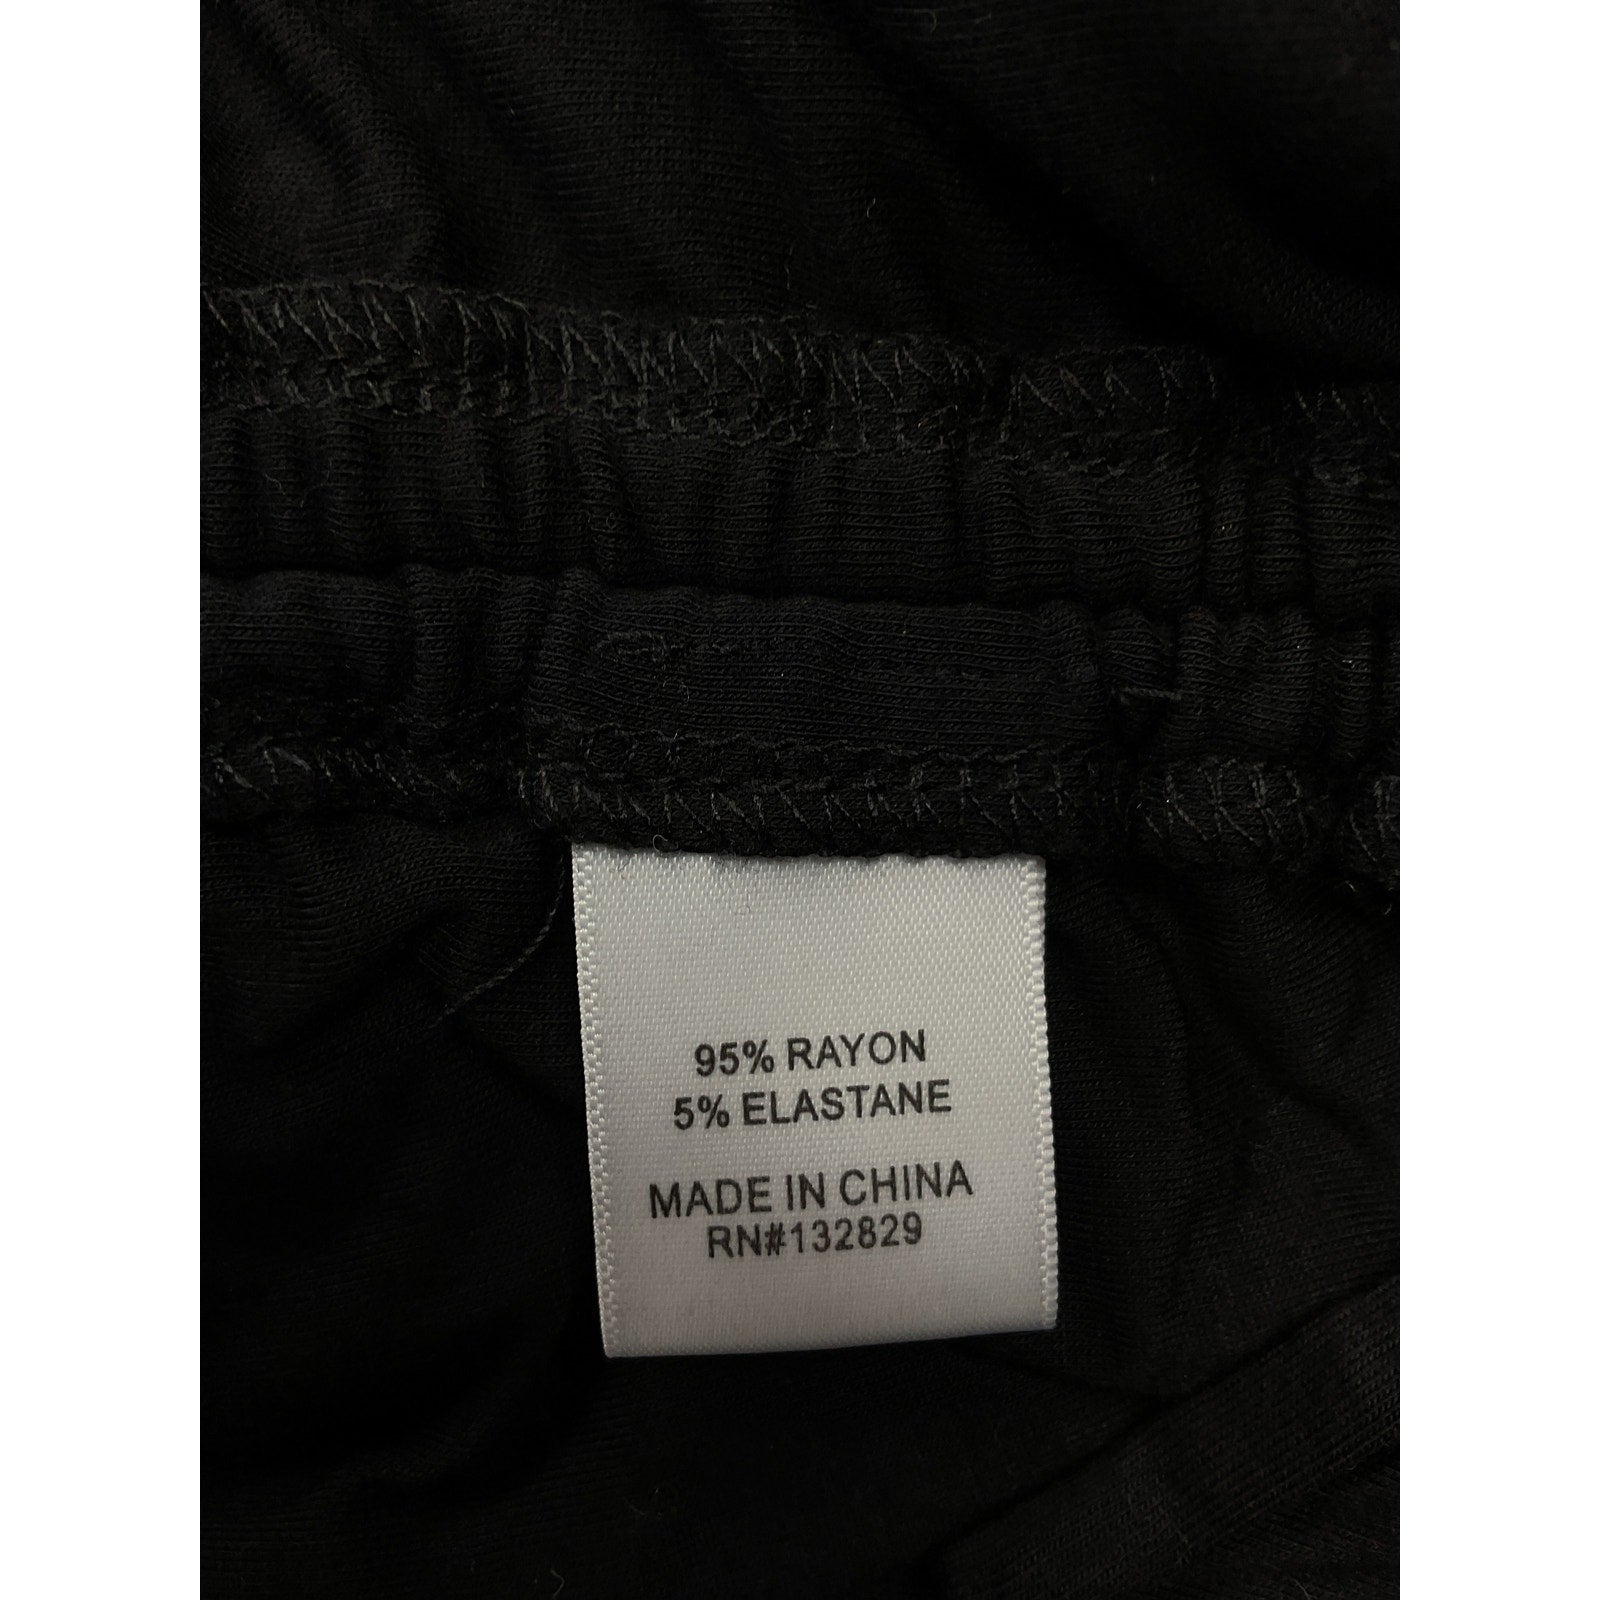 95% RAYON
5% ELASTANE
MADE IN CHINA
RN#132829